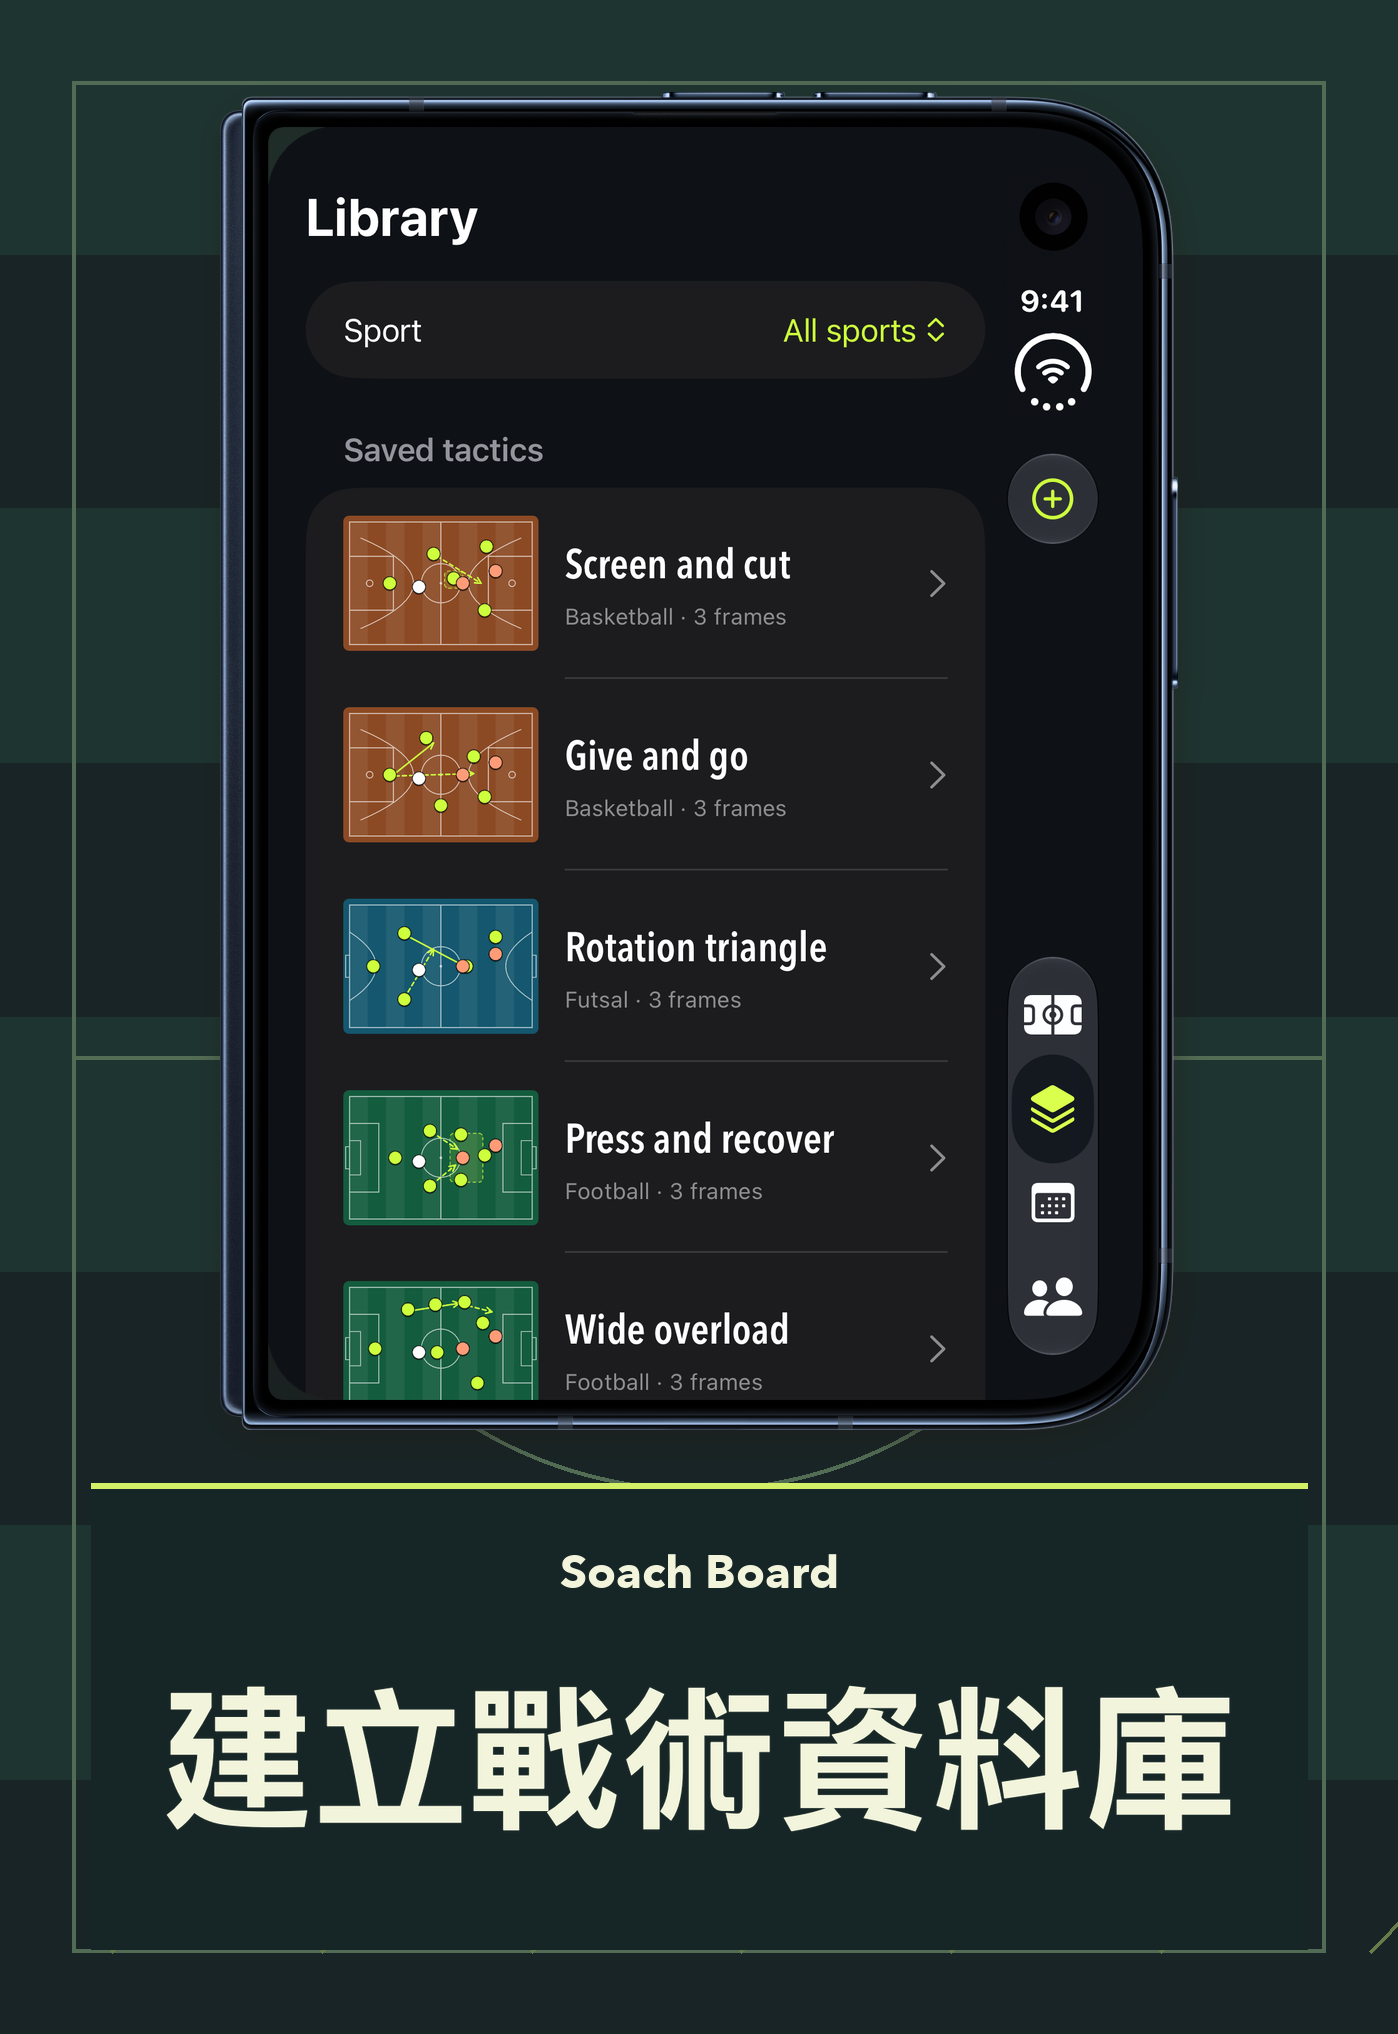 Library
9:41
Sport
All sports
Saved tactics
Screen and cut
Basketball · 3 frames
Give and go
Basketball · 3 frames
Rotation triangle
Futsal · 3 frames
Press and recover
Football · 3 frames
Wide overload
Football · 3 frames
Soach Board
建立戰術資料庫